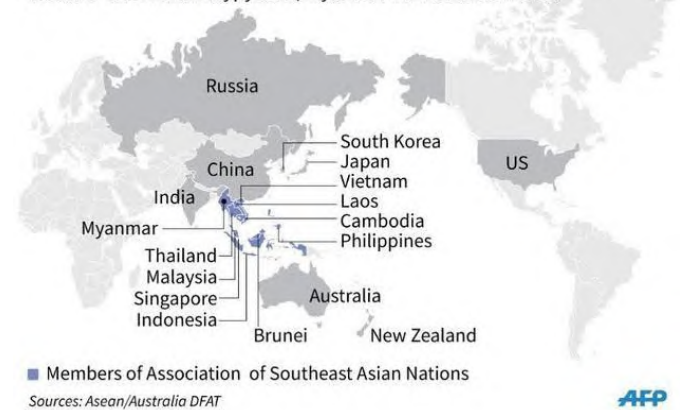 Russia
South Korea
China
Japan
US
Vietnam
India
Laos
Myanmar
Cambodia
Philippines
Thailand
Malaysia
Singapore
Australia
Indonesia
Brunei
New Zealand
Members of Association of Southeast Asian Nations
Sources: Asean/Australia DFAT
AFP